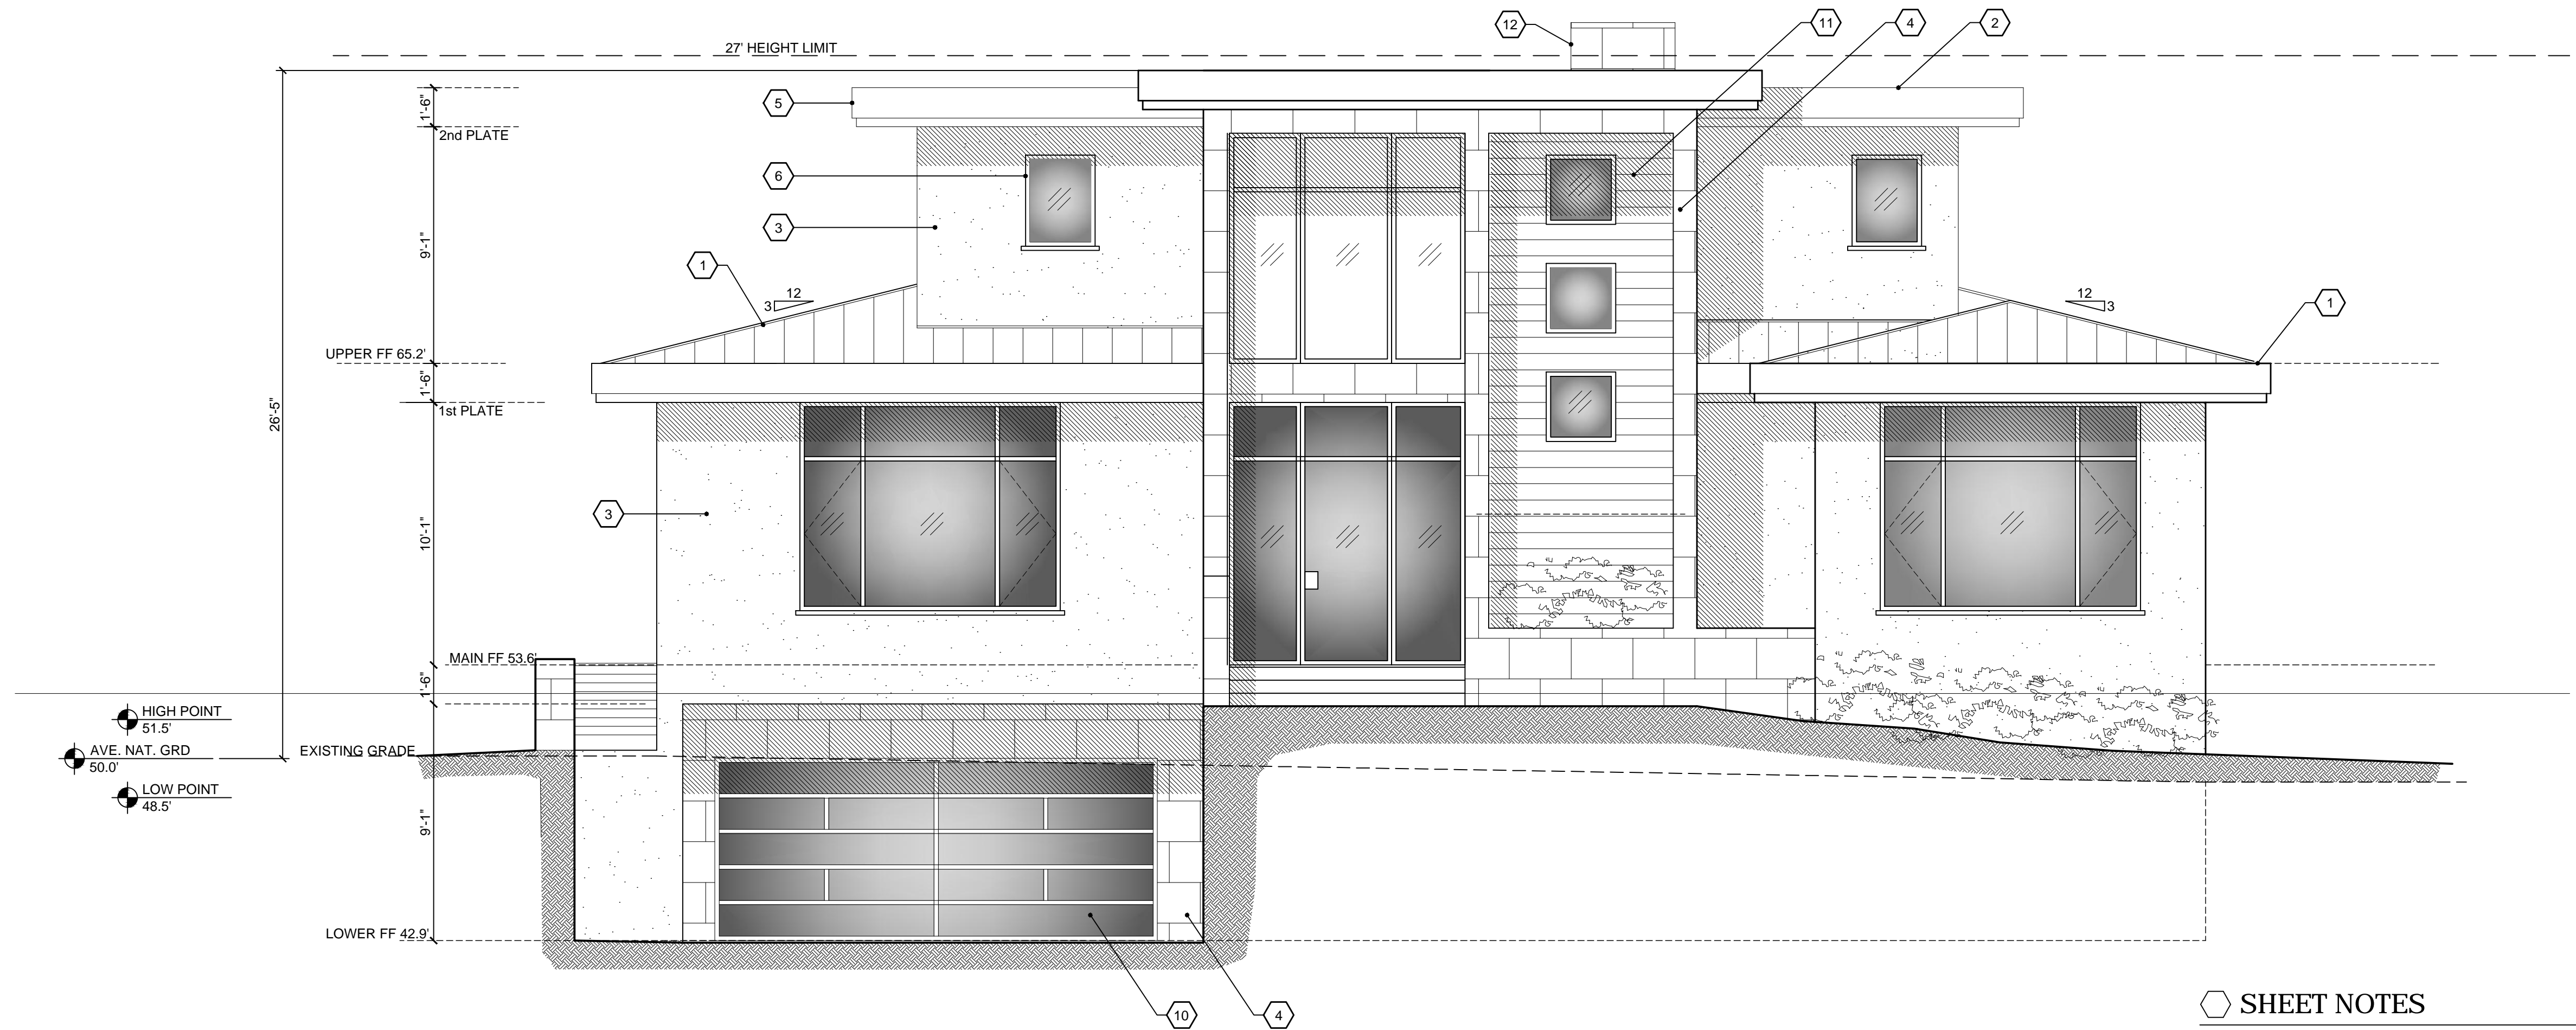 12
11
4
2
27' HEIGHT LIMIT
1'-6"
5
2nd PLATE
6
9'-1"
3
1
12
3
12
3
1
UPPER FF 65.2'
1'-6"
1st PLATE
26'-5"
10'-1"
3
MAIN FF 53.6'
1'-6"
HIGH POINT
51.5'
AVE. NAT. GRD
50.0'
EXISTING GRADE
LOW POINT
48.5'
9'-1"
LOWER FF 42.9'
10
4
SHEET NOTES